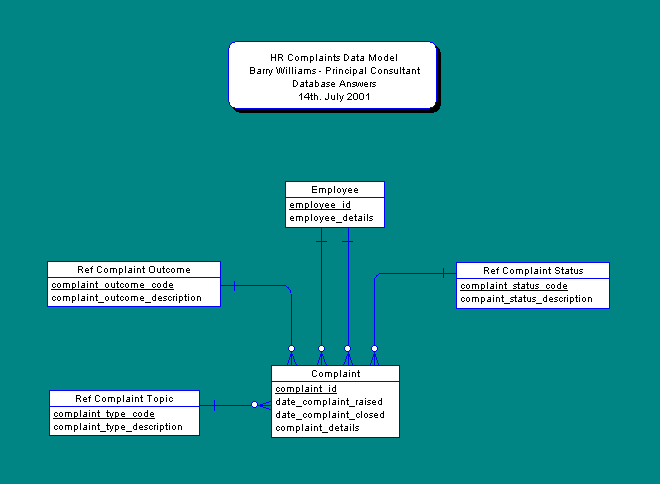 HR Complaints Data Model
Barry Williams - Principal Consultant
Database Answers
14th. July 2001
Employee
employee_id
employee_details
Ref Complaint Outcome
complaint_outcome_code
complaint_outcome_description
Ref Complaint Status
complaint_status_code
compaint_status_description
Complaint
complaint_id
date_complaint_raised
date_complaint_closed
complaint_details
Ref Complaint Topic
complaint_type_code
complaint_type_description